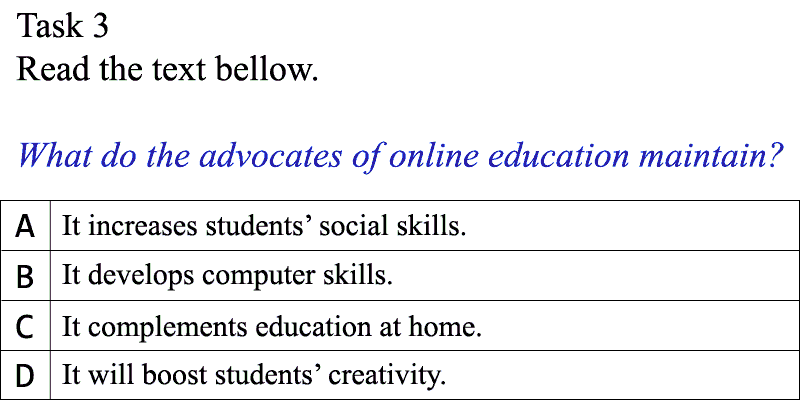 Task 3
Read the text bellow.
What do the advocates of online education maintain?
A It increases students’ social skills.
B It develops computer skills.
C It complements education at home.
D It will boost students’ creativity.